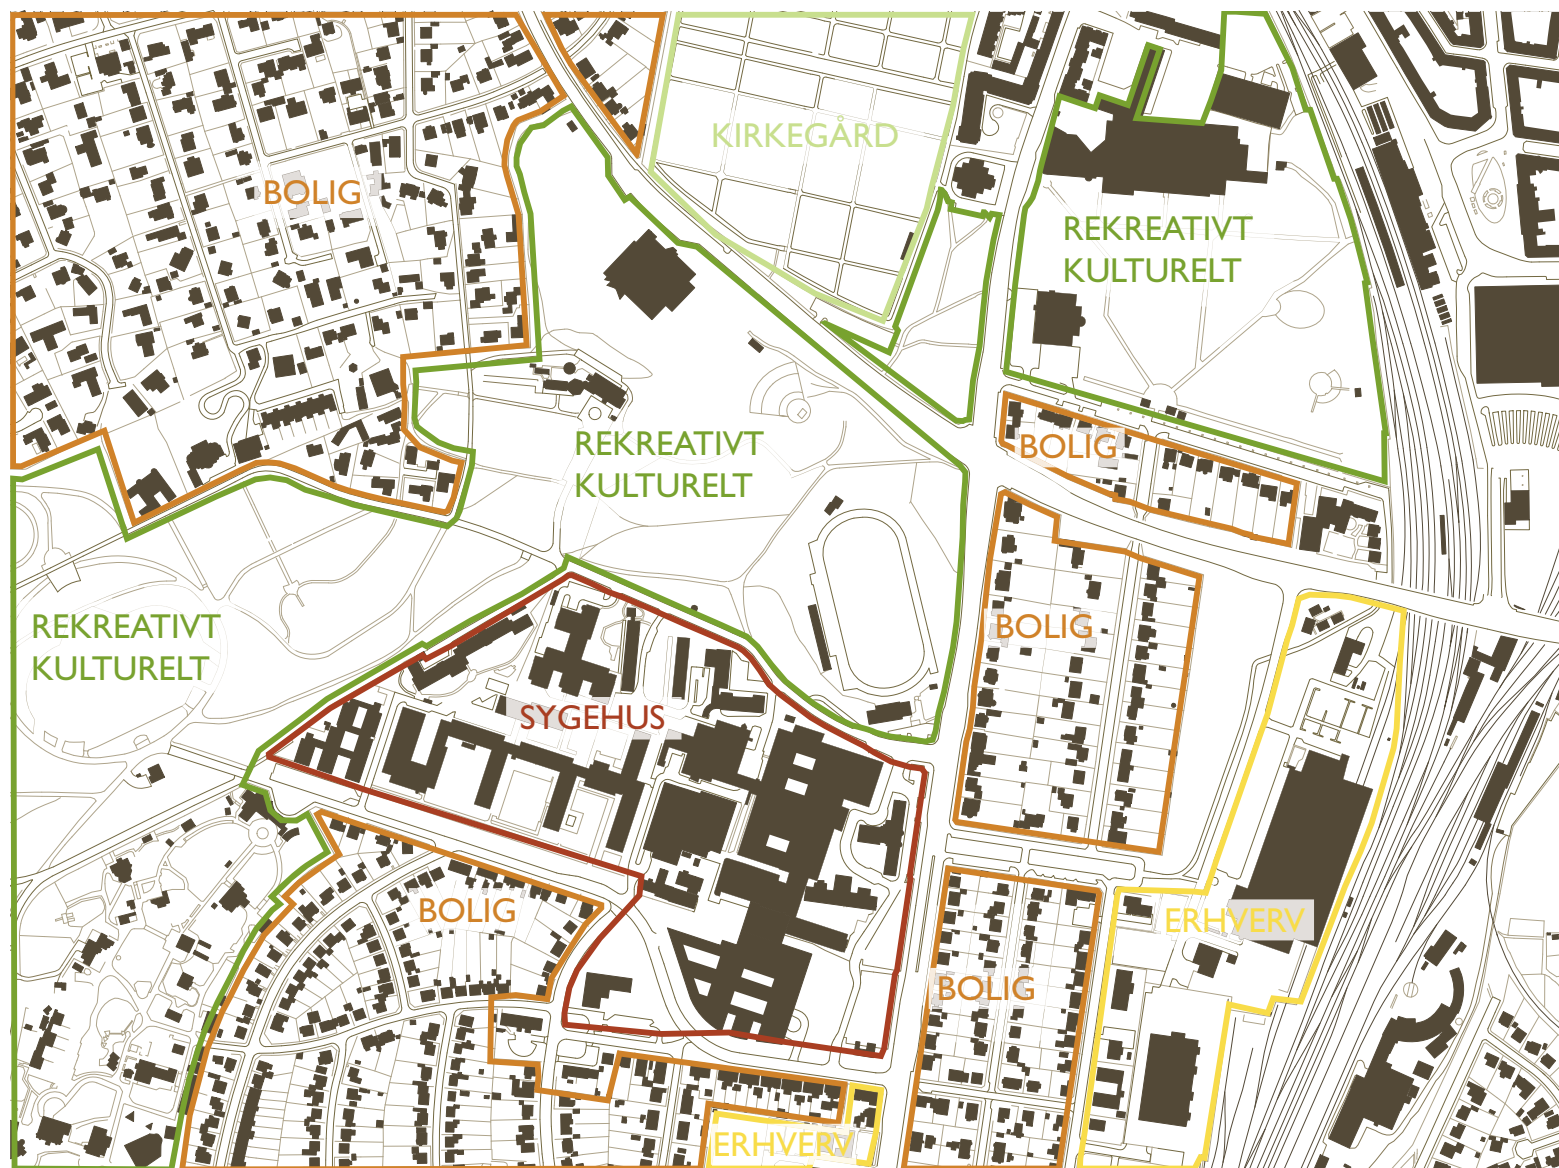 KIRKEGÅRD
BOLIG
REKREATIVT
KULTURELT
REKREATIVT
KULTURELT
BOLIG
REKREATIVT
KULTURELT
BOLIG
SYGEHUS
BOLIG
ERHVERV
BOLIG
ERHVERV